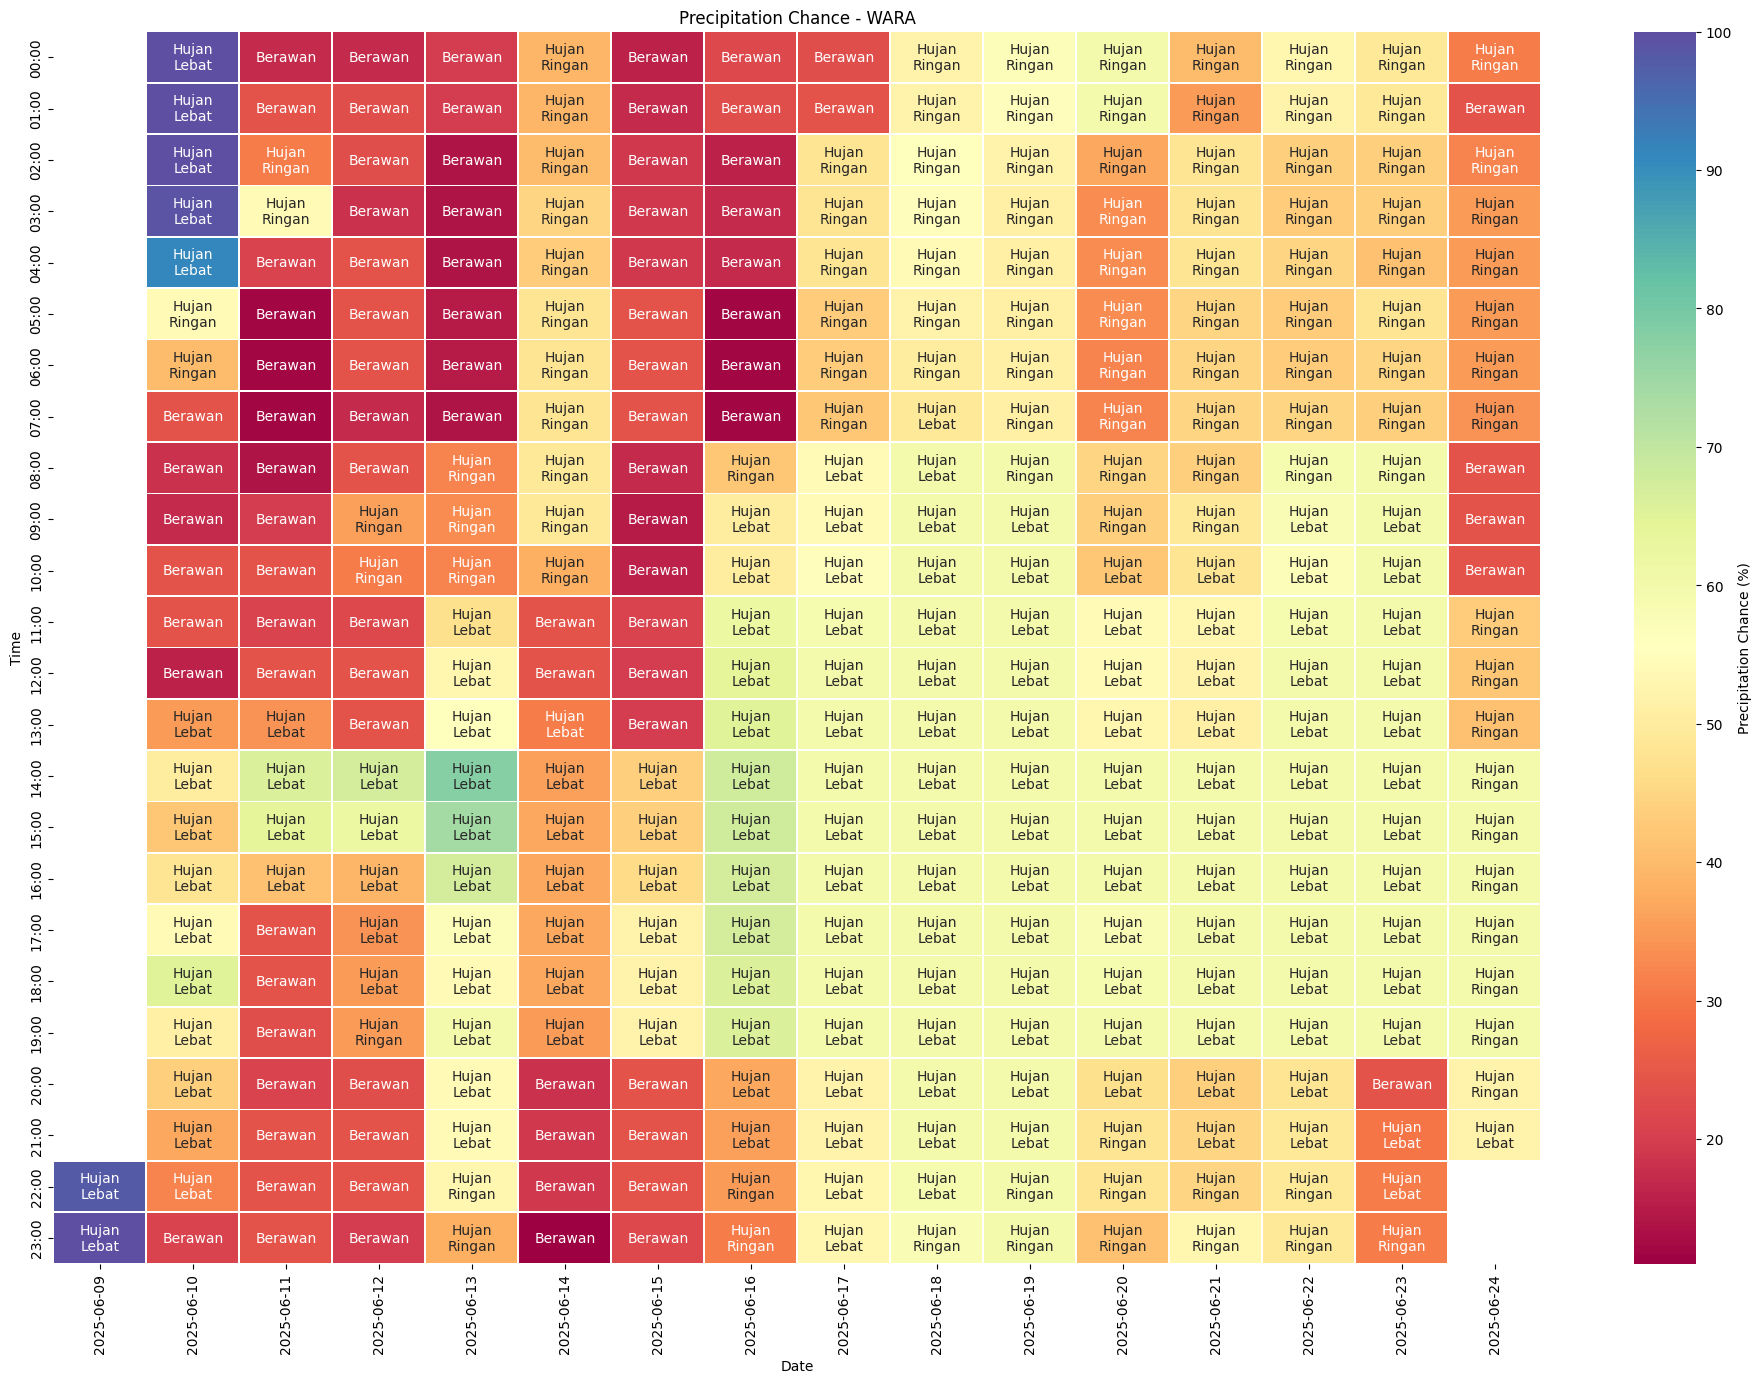 Precipitation Chance - WARA
00:00 Hujan Lebat Berawan Berawan Berawan Hujan Ringan Berawan Berawan Berawan Hujan Ringan Hujan Ringan Hujan Ringan Hujan Ringan Hujan Ringan Hujan Ringan Hujan Ringan
01:00 Hujan Lebat Berawan Berawan Berawan Hujan Ringan Berawan Berawan Berawan Hujan Ringan Hujan Ringan Hujan Ringan Hujan Ringan Hujan Ringan Hujan Ringan Berawan
02:00 Hujan Lebat Hujan Ringan Berawan Berawan Hujan Ringan Berawan Berawan Hujan Ringan Hujan Ringan Hujan Ringan Hujan Ringan Hujan Ringan Hujan Ringan Hujan Ringan Hujan Ringan
03:00 Hujan Lebat Hujan Ringan Berawan Berawan Hujan Ringan Berawan Berawan Hujan Ringan Hujan Ringan Hujan Ringan Hujan Ringan Hujan Ringan Hujan Ringan Hujan Ringan Hujan Ringan
04:00 Hujan Lebat Berawan Berawan Berawan Hujan Ringan Berawan Berawan Hujan Ringan Hujan Ringan Hujan Ringan Hujan Ringan Hujan Ringan Hujan Ringan Hujan Ringan Hujan Ringan
05:00 Hujan Ringan Berawan Berawan Berawan Hujan Ringan Berawan Berawan Hujan Ringan Hujan Ringan Hujan Ringan Hujan Ringan Hujan Ringan Hujan Ringan Hujan Ringan Hujan Ringan
06:00 Hujan Ringan Berawan Berawan Berawan Hujan Ringan Berawan Berawan Hujan Ringan Hujan Ringan Hujan Ringan Hujan Ringan Hujan Ringan Hujan Ringan Hujan Ringan Hujan Ringan
07:00 Berawan Berawan Berawan Berawan Hujan Ringan Berawan Berawan Hujan Ringan Hujan Lebat Hujan Ringan Hujan Ringan Hujan Ringan Hujan Ringan Hujan Ringan Hujan Ringan
08:00 Berawan Berawan Berawan Hujan Ringan Hujan Ringan Berawan Hujan Ringan Hujan Lebat Hujan Lebat Hujan Ringan Hujan Ringan Hujan Ringan Hujan Ringan Hujan Ringan Berawan
09:00 Berawan Berawan Hujan Ringan Hujan Ringan Hujan Ringan Berawan Hujan Lebat Hujan Lebat Hujan Lebat Hujan Lebat Hujan Ringan Hujan Ringan Hujan Lebat Hujan Lebat Berawan
10:00 Berawan Berawan Hujan Ringan Hujan Ringan Hujan Ringan Berawan Hujan Lebat Hujan Lebat Hujan Lebat Hujan Lebat Hujan Lebat Hujan Lebat Hujan Lebat Hujan Lebat Berawan
11:00 Berawan Berawan Berawan Hujan Lebat Berawan Berawan Hujan Lebat Hujan Lebat Hujan Lebat Hujan Lebat Hujan Lebat Hujan Lebat Hujan Lebat Hujan Lebat Hujan Ringan
12:00 Berawan Berawan Berawan Hujan Lebat Berawan Berawan Hujan Lebat Hujan Lebat Hujan Lebat Hujan Lebat Hujan Lebat Hujan Lebat Hujan Lebat Hujan Lebat Hujan Ringan
13:00 Hujan Lebat Hujan Lebat Berawan Hujan Lebat Hujan Lebat Berawan Hujan Lebat Hujan Lebat Hujan Lebat Hujan Lebat Hujan Lebat Hujan Lebat Hujan Lebat Hujan Lebat Hujan Ringan
14:00 Hujan Lebat Hujan Lebat Hujan Lebat Hujan Lebat Hujan Lebat Hujan Lebat Hujan Lebat Hujan Lebat Hujan Lebat Hujan Lebat Hujan Lebat Hujan Lebat Hujan Lebat Hujan Lebat Hujan Ringan
15:00 Hujan Lebat Hujan Lebat Hujan Lebat Hujan Lebat Hujan Lebat Hujan Lebat Hujan Lebat Hujan Lebat Hujan Lebat Hujan Lebat Hujan Lebat Hujan Lebat Hujan Lebat Hujan Lebat Hujan Ringan
16:00 Hujan Lebat Hujan Lebat Hujan Lebat Hujan Lebat Hujan Lebat Hujan Lebat Hujan Lebat Hujan Lebat Hujan Lebat Hujan Lebat Hujan Lebat Hujan Lebat Hujan Lebat Hujan Lebat Hujan Ringan
17:00 Hujan Lebat Berawan Hujan Lebat Hujan Lebat Hujan Lebat Hujan Lebat Hujan Lebat Hujan Lebat Hujan Lebat Hujan Lebat Hujan Lebat Hujan Lebat Hujan Lebat Hujan Lebat Hujan Ringan
18:00 Hujan Lebat Berawan Hujan Lebat Hujan Lebat Hujan Lebat Hujan Lebat Hujan Lebat Hujan Lebat Hujan Lebat Hujan Lebat Hujan Lebat Hujan Lebat Hujan Lebat Hujan Lebat Hujan Ringan
19:00 Hujan Lebat Berawan Hujan Ringan Hujan Lebat Hujan Lebat Hujan Lebat Hujan Lebat Hujan Lebat Hujan Lebat Hujan Lebat Hujan Lebat Hujan Lebat Hujan Lebat Hujan Lebat Hujan Ringan
20:00 Hujan Lebat Berawan Berawan Hujan Lebat Berawan Berawan Hujan Lebat Hujan Lebat Hujan Lebat Hujan Lebat Hujan Lebat Hujan Lebat Hujan Lebat Berawan Hujan Ringan
21:00 Hujan Lebat Berawan Berawan Hujan Lebat Berawan Berawan Hujan Lebat Hujan Lebat Hujan Lebat Hujan Lebat Hujan Ringan Hujan Lebat Hujan Lebat Hujan Lebat Hujan Lebat
22:00 Hujan Lebat Hujan Lebat Berawan Berawan Hujan Ringan Berawan Berawan Hujan Ringan Hujan Lebat Hujan Lebat Hujan Ringan Hujan Ringan Hujan Ringan Hujan Ringan Hujan Lebat
23:00 Hujan Lebat Berawan Berawan Berawan Hujan Ringan Berawan Berawan Hujan Ringan Hujan Lebat Hujan Ringan Hujan Ringan Hujan Ringan Hujan Ringan Hujan Ringan Hujan Ringan
Time
2025-06-09 2025-06-10 2025-06-11 2025-06-12 2025-06-13 2025-06-14 2025-06-15 2025-06-16 2025-06-17 2025-06-18 2025-06-19 2025-06-20 2025-06-21 2025-06-22 2025-06-23 2025-06-24
Date
100
90
80
70
60
50
40
30
20
Precipitation Chance (%)